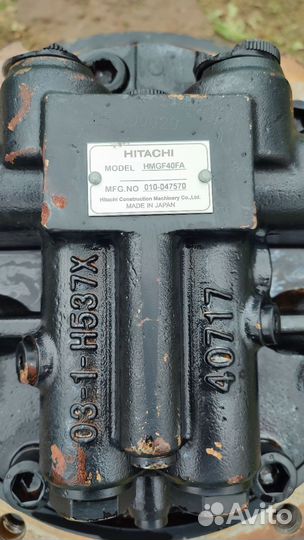 HITACHI
MODEL HMGF40FA
MFG.NO 010-047570
Hitachi Construction Machinery Co.,Ltd.
MADE IN JAPAN
03-1-H537X
40717
Avito